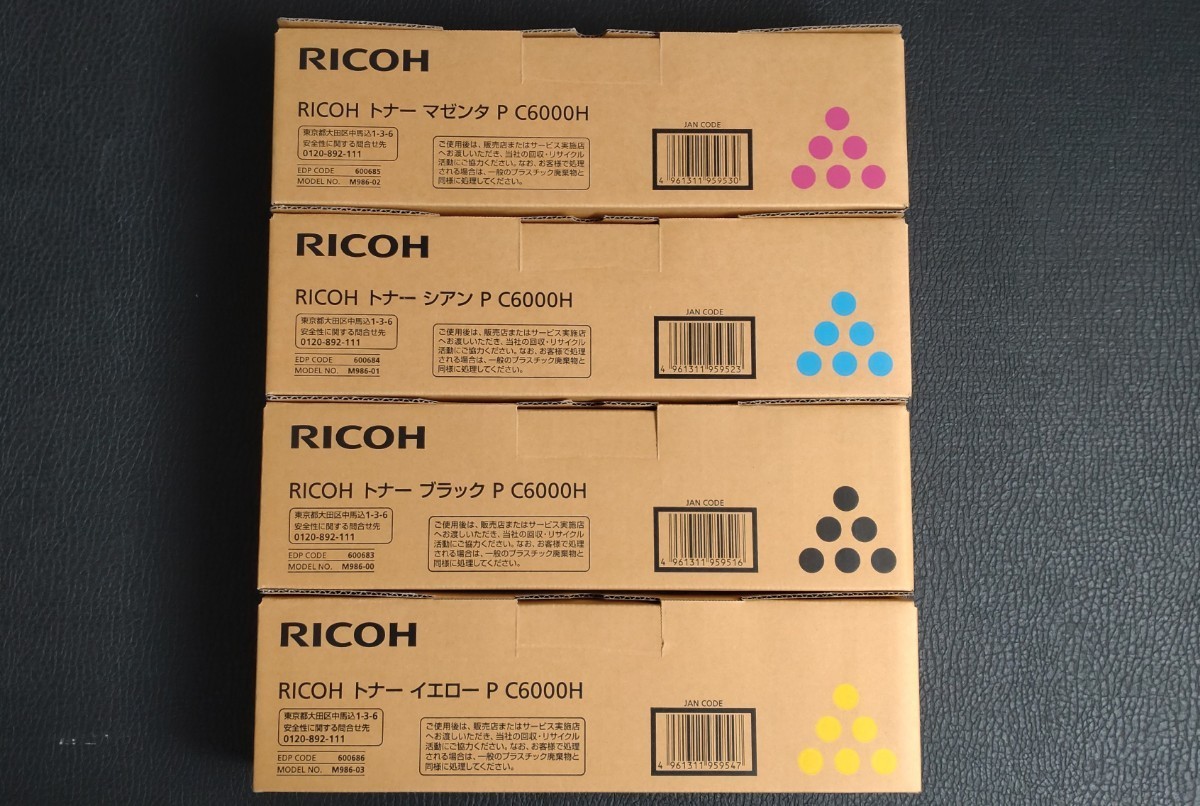 RICOH
RICOH トナー マゼンタ P C6000H
東京都大田区中馬込1-3-6
安全性に関する問合せ先
0120-892-111
EDP CODE 600685
MODEL NO. M986-02
ご使用後は、販売店またはサービス実施店
へお渡しいただき、当社の回収・リサイクル
活動にご協力ください。なお、お客様で処理
される場合は、一般のプラスチック廃棄物と
同様に処理してください。
JAN CODE
4 961311 959530
RICOH
RICOH トナー シアン P C6000H
東京都大田区中馬込1-3-6
安全性に関する問合せ先
0120-892-111
EDP CODE 600684
MODEL NO. M986-01
ご使用後は、販売店またはサービス実施店
へお渡しいただき、当社の回収・リサイクル
活動にご協力ください。なお、お客様で処理
される場合は、一般のプラスチック廃棄物と
同様に処理してください。
JAN CODE
4 961311 959523
RICOH
RICOH トナー ブラック P C6000H
東京都大田区中馬込1-3-6
安全性に関する問合せ先
0120-892-111
EDP CODE 600683
MODEL NO. M986-00
ご使用後は、販売店またはサービス実施店
へお渡しいただき、当社の回収・リサイクル
活動にご協力ください。なお、お客様で処理
される場合は、一般のプラスチック廃棄物と
同様に処理してください。
JAN CODE
4 961311 959516
RICOH
RICOH トナー イエロー P C6000H
東京都大田区中馬込1-3-6
安全性に関する問合せ先
0120-892-111
EDP CODE 600686
MODEL NO. M986-03
ご使用後は、販売店またはサービス実施店
へお渡しいただき、当社の回収・リサイクル
活動にご協力ください。なお、お客様で処理
される場合は、一般のプラスチック廃棄物と
同様に処理してください。
JAN CODE
4 961311 959547